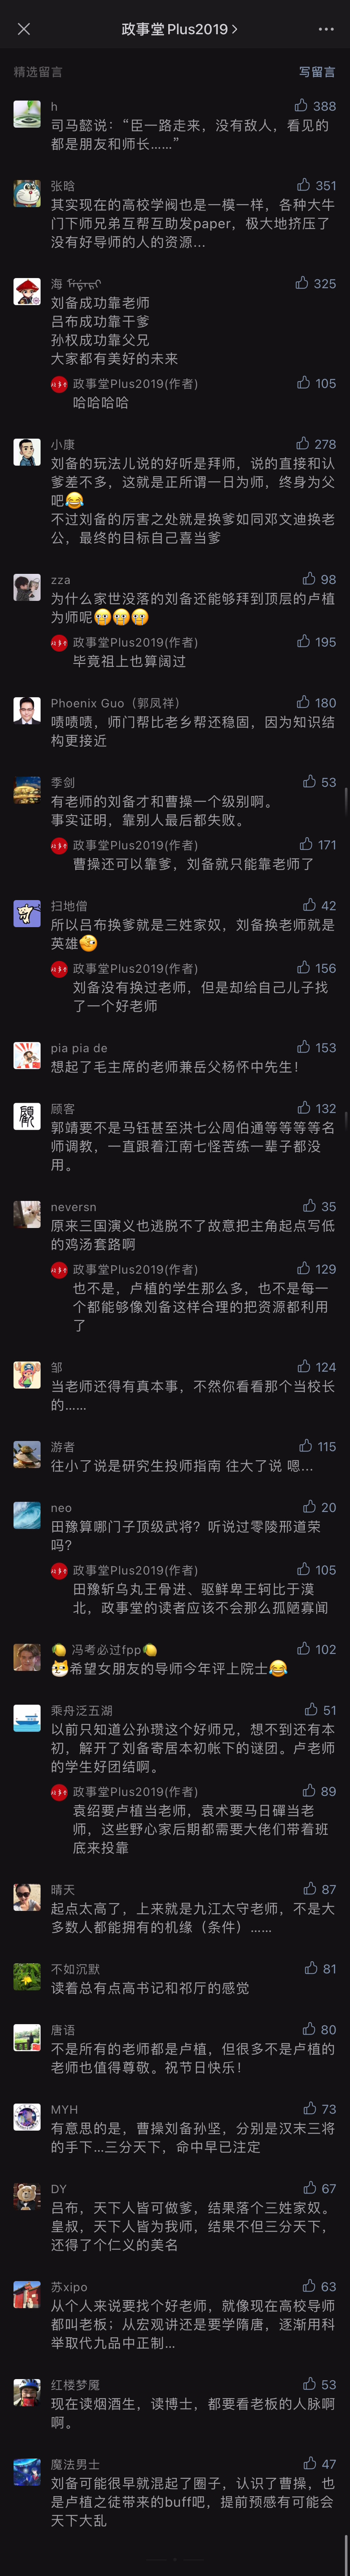 政事堂Plus2019
精选留言
写留言
h
388
司马懿说：“臣一路走来，没有敌人，看见的
都是朋友和师长……”
张晗
351
其实现在的高校学阀也是一模一样，各种大牛
门下师兄弟互帮互助发paper，极大地挤压了
没有好导师的人的资源...
325
刘备成功靠老师
吕布成功靠干爹
孙权成功靠父兄
大家都有美好的未来
政事堂Plus2019(作者)
105
哈哈哈哈
小康
278
刘备的玩法儿说的好听是拜师，说的直接和认
爹差不多，这就是正所谓一日为师，终身为父
吧😂
不过刘备的厉害之处就是换爹如同邓文迪换老
公，最终的目标自己喜当爹
zza
98
为什么家世没落的刘备还能够拜到顶层的卢植
为师呢
政事堂Plus2019(作者)
195
毕竟祖上也算阔过
Phoenix Guo（郭凤祥）
180
啧啧啧，师门帮比老乡帮还稳固，因为知识结
构更接近
季剑
53
有老师的刘备才和曹操一个级别啊。
事实证明，靠别人最后都失败。
政事堂Plus2019(作者)
171
曹操还可以靠爹，刘备就只能靠老师了
扫地僧
42
所以吕布换爹就是三姓家奴，刘备换老师就是
英雄
政事堂Plus2019(作者)
156
刘备没有换过老师，但是却给自己儿子找
了一个好老师
pia pia de
153
想起了毛主席的老师兼岳父杨怀中先生！
顾客
132
郭靖要不是马钰甚至洪七公周伯通等等等等名
师调教，一直跟着江南七怪苦练一辈子都没
用。
neversn
35
原来三国演义也逃脱不了故意把主角起点写低
的鸡汤套路啊
政事堂Plus2019(作者)
129
也不是，卢植的学生那么多，也不是每一
个都能够像刘备这样合理的把资源都利用
了
邹
124
当老师还得有真本事，不然你看看那个当校长
的……
游者
115
往小了说是研究生投师指南 往大了说 嗯...
neo
20
田豫算哪门子顶级武将？听说过零陵邢道荣
吗？
政事堂Plus2019(作者)
105
田豫斩乌丸王骨进、驱鲜卑王轲比于漠
北，政事堂的读者应该不会那么孤陋寡闻
🍋 冯考必过fpp🍋
102
😼希望女朋友的导师今年评上院士😂
乘舟泛五湖
51
以前只知道公孙瓒这个好师兄，想不到还有本
初，解开了刘备寄居本初帐下的谜团。卢老师
的学生好团结啊。
政事堂Plus2019(作者)
89
袁绍要卢植当老师，袁术要马日磾当老
师，这些野心家后期都需要大佬们带着班
底来投靠
晴天
87
起点太高了，上来就是九江太守老师，不是大
多数人都能拥有的机缘（条件）……
不如沉默
81
读着总有点高书记和祁厅的感觉
唐语
80
不是所有的老师都是卢植，但很多不是卢植的
老师也值得尊敬。祝节日快乐！
MYH
73
有意思的是，曹操刘备孙坚，分别是汉末三将
的手下...三分天下，命中早已注定
DY
67
吕布，天下人皆可做爹，结果落个三姓家奴。
皇叔，天下人皆为我师，结果不但三分天下，
还得了个仁义的美名
苏xipo
63
从个人来说要找个好老师，就像现在高校导师
都叫老板；从宏观讲还是要学隋唐，逐渐用科
举取代九品中正制...
红楼梦魇
53
现在读烟酒生，读博士，都要看老板的人脉啊
啊。
魔法男士
47
刘备可能很早就混起了圈子，认识了曹操，也
是卢植之徒带来的buff吧，提前预感有可能会
天下大乱